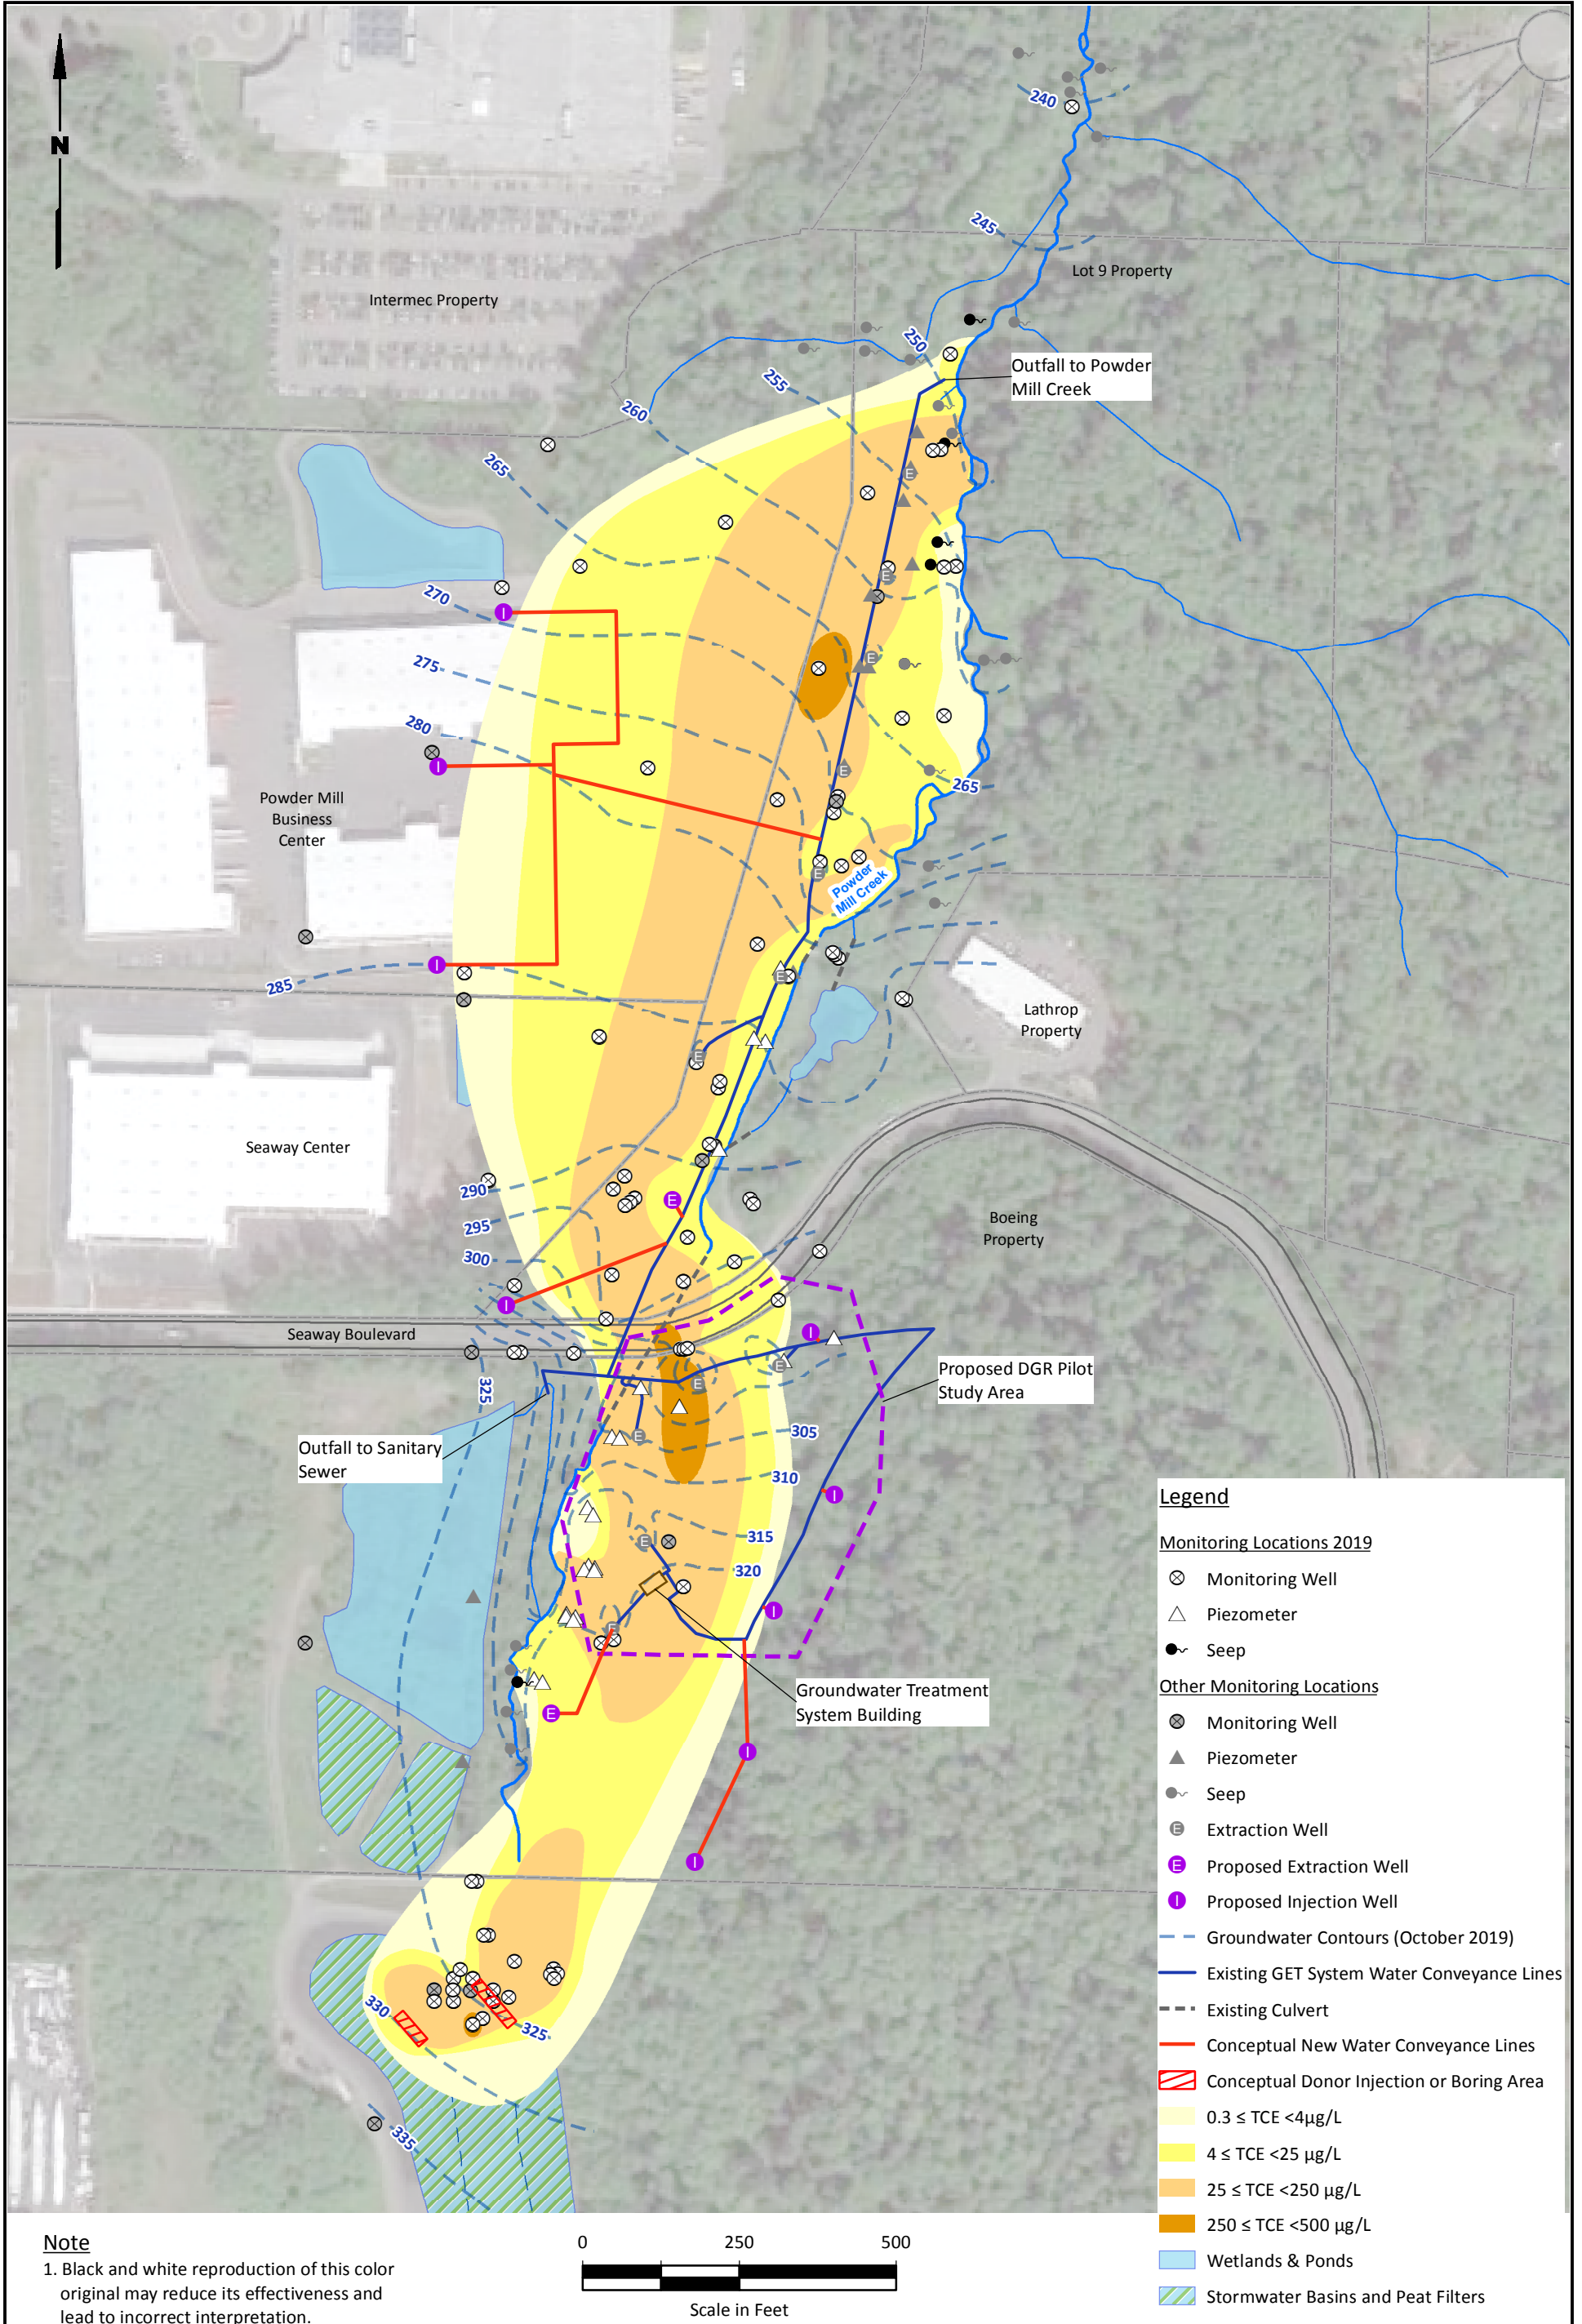 N
240
245
Lot 9 Property
Intermec Property
250
Outfall to Powder
Mill Creek
255
260
265
270
275
280
265
Powder Mill
Business
Center
Powder
Mill Creek
285
Lathrop
Property
Seaway Center
290
295
300
Boeing
Property
Seaway Boulevard
325
Proposed DGR Pilot
Study Area
305
Outfall to Sanitary
Sewer
310
315
320
Groundwater Treatment
System Building
330
325
335
E
E
E
E
E
E
E
E
E
E
E
E
E
E
I
I
I
I
I
I
I
I
I
Legend
Monitoring Locations 2019
Monitoring Well
Piezometer
Seep
Other Monitoring Locations
Monitoring Well
Piezometer
Seep
E Extraction Well
E Proposed Extraction Well
I Proposed Injection Well
Groundwater Contours (October 2019)
Existing GET System Water Conveyance Lines
Existing Culvert
Conceptual New Water Conveyance Lines
Conceptual Donor Injection or Boring Area
0.3 ≤ TCE <4µg/L
4 ≤ TCE <25 µg/L
25 ≤ TCE <250 µg/L
250 ≤ TCE <500 µg/L
Wetlands & Ponds
Stormwater Basins and Peat Filters
Note
1. Black and white reproduction of this color
original may reduce its effectiveness and
lead to incorrect interpretation.
0 250 500
Scale in Feet